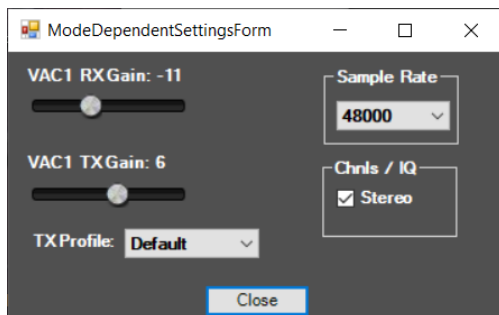 ModeDependentSettingsForm
VAC1 RX Gain: -11
Sample Rate
48000
VAC1 TX Gain: 6
Chnls / IQ
Stereo
TX Profile:
Default
Close